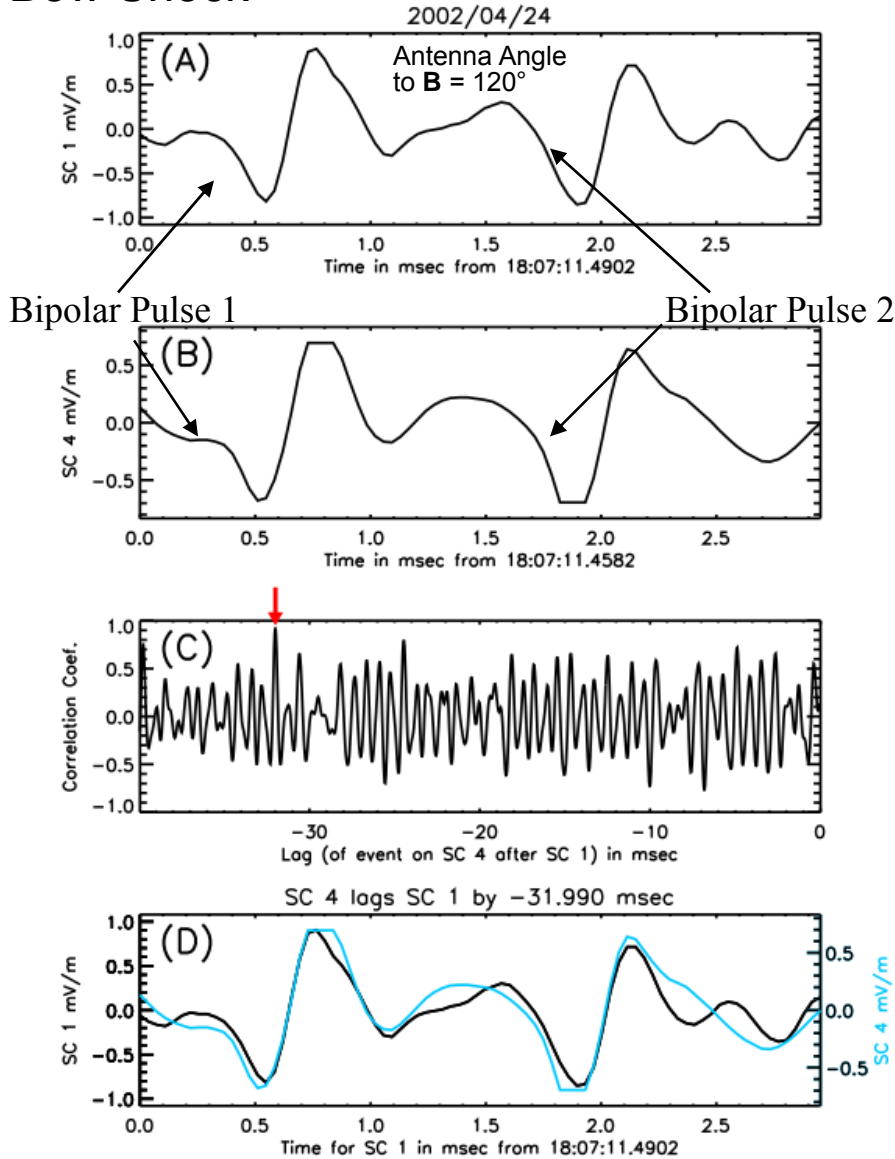 2002/04/24
(A)
Antenna Angle
to B = 120°
SC 1 mV/m
1.0
0.5
0.0
−0.5
−1.0
0.0 0.5 1.0 1.5 2.0 2.5
Time in msec from 18:07:11.4902
Bipolar Pulse 1
Bipolar Pulse 2
(B)
SC 4 mV/m
0.5
0.0
−0.5
0.0 0.5 1.0 1.5 2.0 2.5
Time in msec from 18:07:11.4582
(C)
Correlation Coef.
1.0
0.5
0.0
−0.5
−1.0
−30 −20 −10 0
Lag (of event on SC 4 after SC 1) in msec
SC 4 lags SC 1 by −31.990 msec
(D)
SC 1 mV/m
1.0
0.5
0.0
−0.5
−1.0
0.5
0.0
−0.5
SC 4 mV/m
0.0 0.5 1.0 1.5 2.0 2.5
Time for SC 1 in msec from 18:07:11.4902